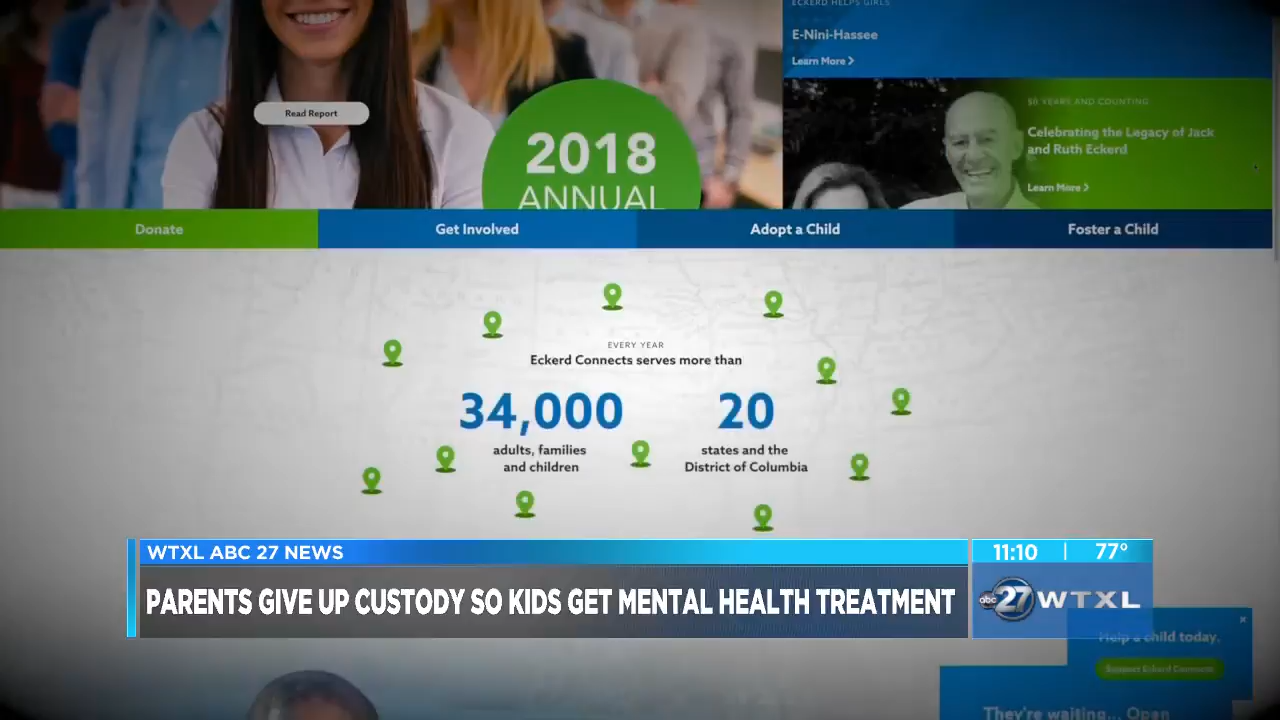 ECKERD HELPS GIRLS
E-Nini-Hassee
Learn More >
Read Report
2018
ANNUAL
50 YEARS AND COUNTING
Celebrating the Legacy of Jack
and Ruth Eckerd
Learn More >
Donate
Get Involved
Adopt a Child
Foster a Child
EVERY YEAR
Eckerd Connects serves more than
34,000
adults, families
and children
20
states and the
District of Columbia
WTXL ABC 27 NEWS
PARENTS GIVE UP CUSTODY SO KIDS GET MENTAL HEALTH TREATMENT
11:10 | 77°
abc 27 WTXL
Help a child today.
Support Eckerd Connects
They're waiting... Open